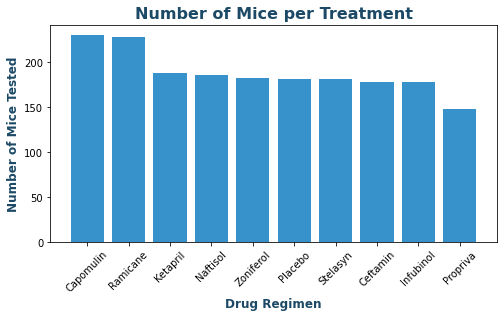 Number of Mice per Treatment
Number of Mice Tested
200
150
100
50
0
Capomulin
Ramicane
Ketapril
Naftisol
Zoniferol
Placebo
Stelasyn
Ceftamin
Infubinol
Propriva
Drug Regimen